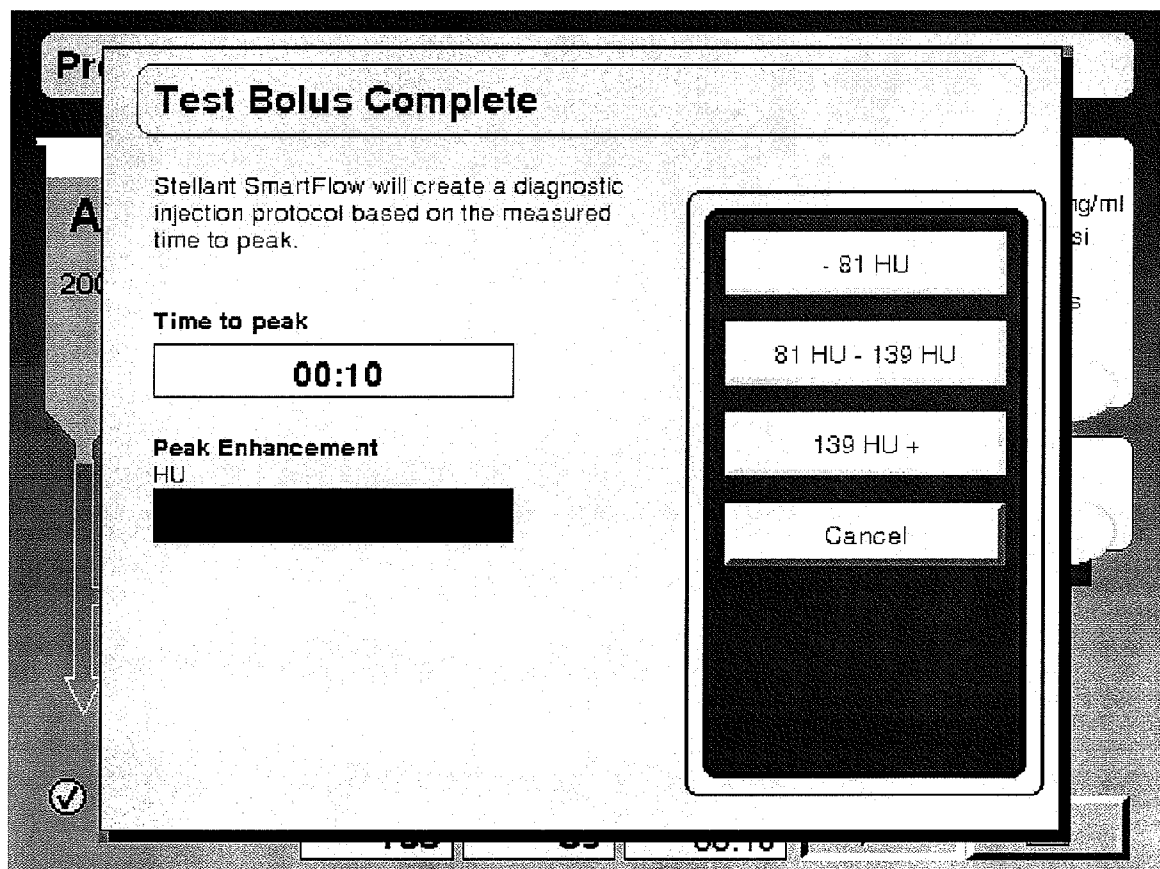 Test Bolus Complete
Stellant SmartFlow will create a diagnostic
injection protocol based on the measured
time to peak.
Time to peak
00:10
Peak Enhancement
HU
- 81 HU
81 HU - 139 HU
139 HU +
Cancel